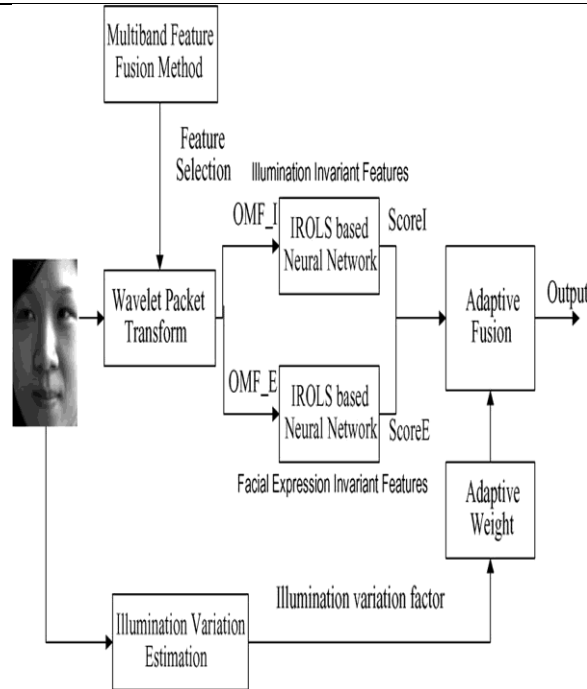 Multiband Feature
Fusion Method
Feature
Selection
Illumination Invariant Features
OMF_I
IROLS based
Neural Network
ScoreI
Wavelet Packet
Transform
Adaptive
Fusion
Output
OMF_E
IROLS based
Neural Network
ScoreE
Facial Expression Invariant Features
Adaptive
Weight
Illumination variation factor
Illumination Variation
Estimation